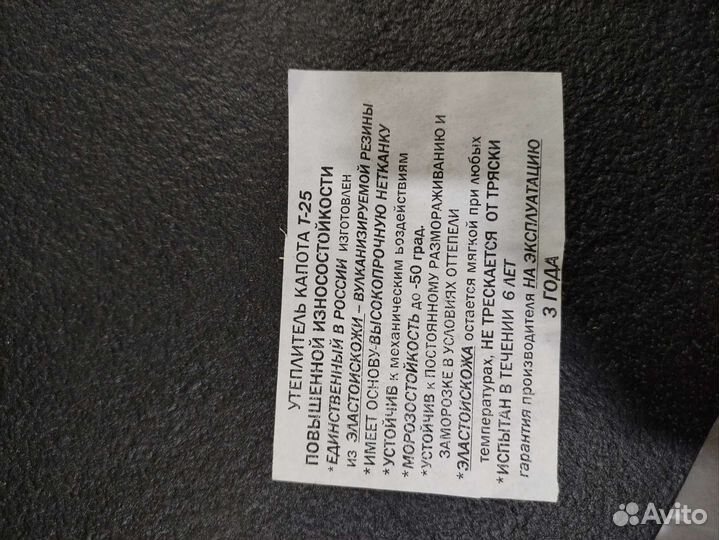 УТЕПЛИТЕЛЬ КАПОТА Т-25
ПОВЫШЕННОЙ ИЗНОСОСТОЙКОСТИ
*ЕДИНСТВЕННЫЙ В РОССИИ ИЗГОТОВЛЕН
ИЗ ЭЛАСТОИСКОЖИ – ВУЛКАНИЗИРУЕМОЙ РЕЗИНЫ
*ИМЕЕТ ОСНОВУ-ВЫСОКОПРОЧНУЮ НЕТКАНКУ
*УСТОЙЧИВ к механическим воздействиям
*МОРОЗОСТОЙКОСТЬ до -50 град.
*УСТОЙЧИВ к ПОСТОЯННОМУ РАЗМОРАЖИВАНИЮ И
ЗАМОРОЗКЕ В УСЛОВИЯХ ОТТЕПЕЛИ
*ЭЛАСТОИСКОЖА остается мягкой при любых
температурах, НЕ ТРЕСКАЕТСЯ ОТ ТРЯСКИ
*ИСПЫТАН В ТЕЧЕНИИ 6 ЛЕТ
гарантия производителя НА ЭКСПЛУАТАЦИЮ
3 ГОДА
Avito